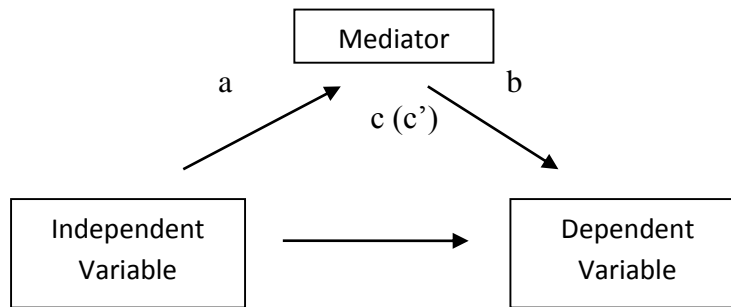 Mediator
a
b
c (c’)
Independent
Variable
Dependent
Variable